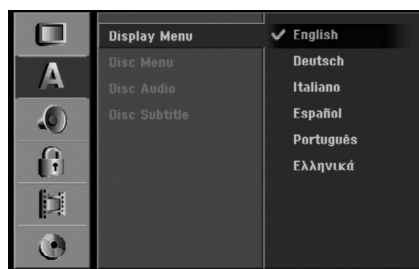 A
Display Menu
Disc Menu
Disc Audio
Disc Subtitle
English
Deutsch
Italiano
Español
Português
Ελληνικά